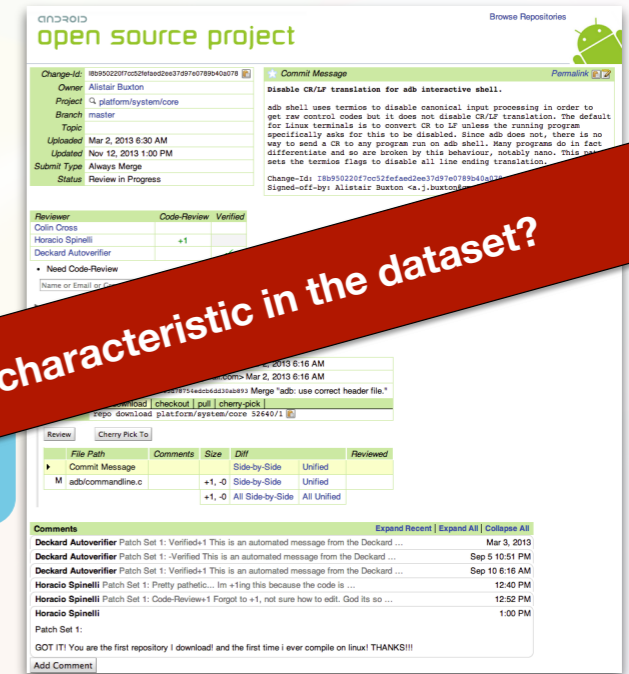 Browse Repositories
ANDROID
open source project
Change-Id: I8b950220f7cc52fefaed2ee37d97e0789b40a078
Owner Alistair Buxton
Project platform/system/core
Branch master
Topic
Uploaded Mar 2, 2013 6:30 AM
Updated Nov 12, 2013 1:00 PM
Submit Type Always Merge
Status Review in Progress
Commit Message Permalink
Disable CR/LF translation for adb interactive shell.
adb shell uses termios to disable canonical input processing in order to
get raw control codes but it does not disable CR/LF translation. The default
for Linux terminals is to convert CR to LF unless the running program
specifically asks for this to be disabled. Since adb does not, there is no
way to send a CR to any program run on adb shell. Many programs do in fact
differentiate and so are broken by this behaviour, notably nano. This
sets the termios flags to disable all line ending translation.
Change-Id: I8b950220f7cc52fefaed2ee37d97e0789b40a078
Signed-off-by: Alistair Buxton
Reviewer Code-Review Verified
Colin Cross
Horacio Spinelli +1
Deckard Autoverifier
• Need Code-Review
Name or Email or
characteristic in the dataset?
2, 2013 6:16 AM
Mar 2, 2013 6:16 AM
Merge "adb: use correct header file."
checkout | pull | cherry-pick |
repo download platform/system/core 52640/1
Review Cherry Pick To
File Path Comments Size Diff Reviewed
Commit Message Side-by-Side Unified
M adb/commandline.c +1, -0 Side-by-Side Unified
+1, -0 All Side-by-Side All Unified
Comments Expand Recent | Expand All | Collapse All
Deckard Autoverifier Patch Set 1: Verified+1 This is an automated message from the Deckard ... Mar 3, 2013
Deckard Autoverifier Patch Set 1: -Verified This is an automated message from the Deckard ... Sep 5 10:51 PM
Deckard Autoverifier Patch Set 1: Verified+1 This is an automated message from the Deckard ... Sep 10 6:16 AM
Horacio Spinelli Patch Set 1: Pretty pathetic... Im +1ing this because the code is ... 12:40 PM
Horacio Spinelli Patch Set 1: Code-Review+1 Forgot to +1, not sure how to edit. God its so ... 12:52 PM
Horacio Spinelli 1:00 PM
Patch Set 1:
GOT IT! You are the first repository I download! and the first time i ever compile on linux! THANKS!!!
Add Comment